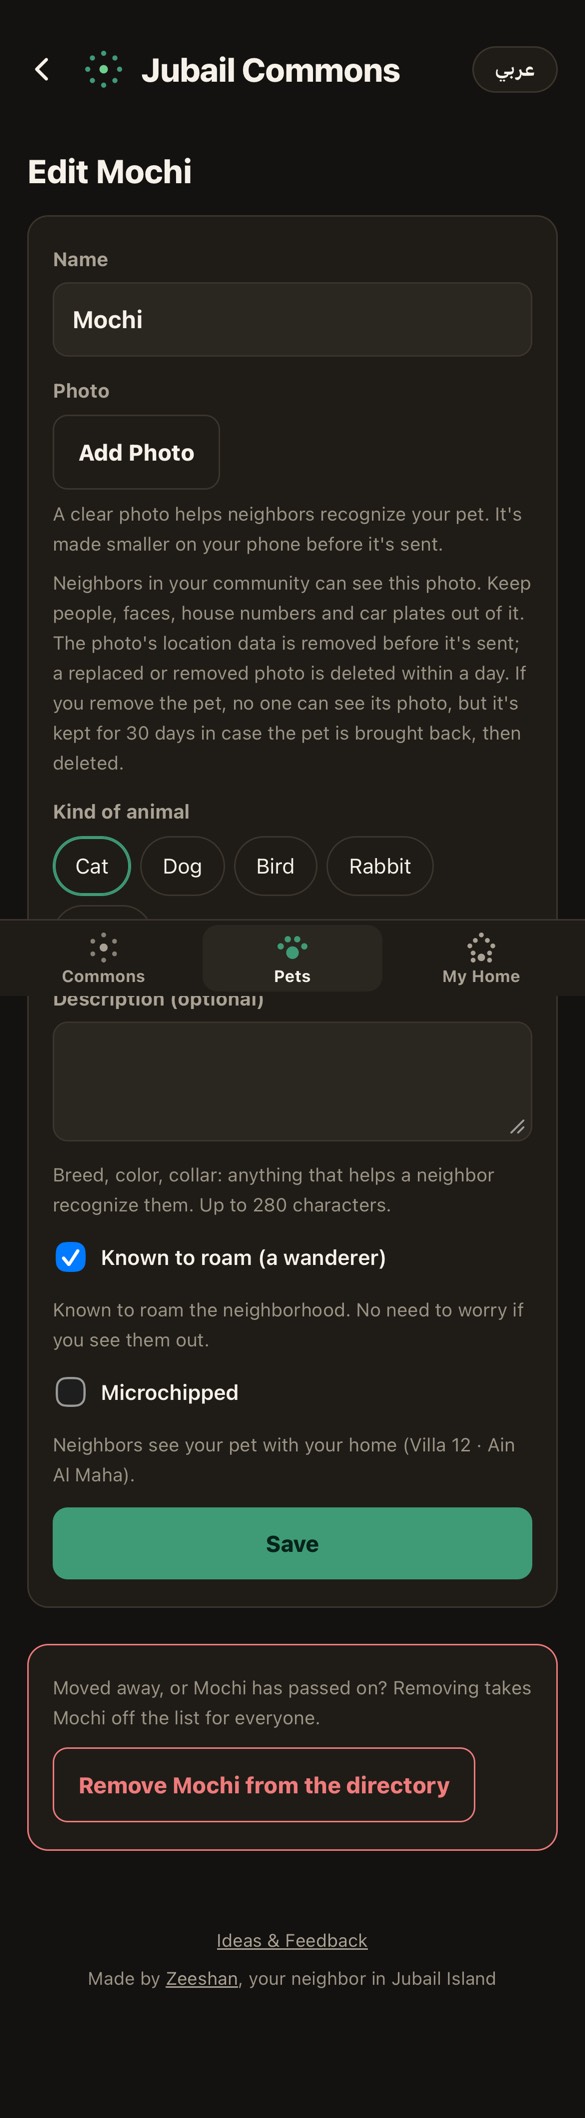 Jubail Commons
عربي
Edit Mochi
Name
Mochi
Photo
Add Photo
A clear photo helps neighbors recognize your pet. It's
made smaller on your phone before it's sent.
Neighbors in your community can see this photo. Keep
people, faces, house numbers and car plates out of it.
The photo's location data is removed before it's sent;
a replaced or removed photo is deleted within a day. If
you remove the pet, no one can see its photo, but it's
kept for 30 days in case the pet is brought back, then
deleted.
Kind of animal
Cat Dog Bird Rabbit
Commons Pets My Home
Description (optional)
Breed, color, collar: anything that helps a neighbor
recognize them. Up to 280 characters.
Known to roam (a wanderer)
Known to roam the neighborhood. No need to worry if
you see them out.
Microchipped
Neighbors see your pet with your home (Villa 12 · Ain
Al Maha).
Save
Moved away, or Mochi has passed on? Removing takes
Mochi off the list for everyone.
Remove Mochi from the directory
Ideas & Feedback
Made by Zeeshan, your neighbor in Jubail Island